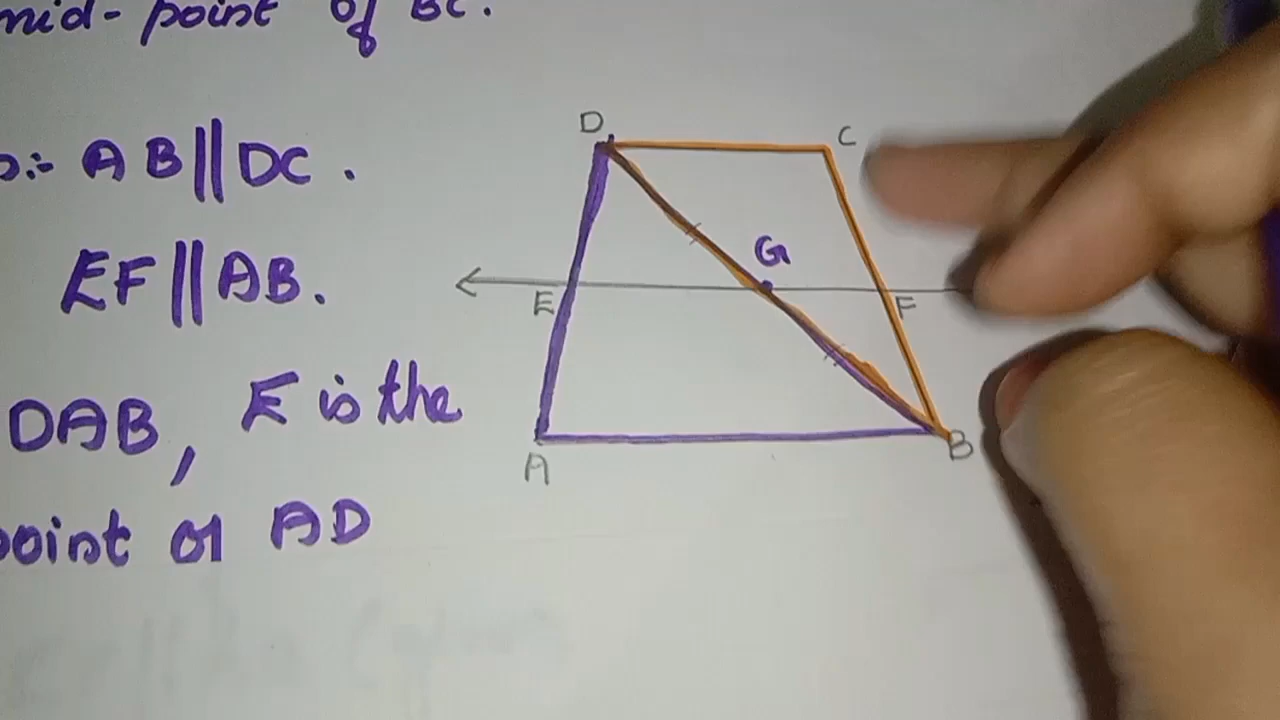 mid-point of BC.
:- AB||DC.
EF||AB.
DAB, E is the
point of AD
D
C
G
E
F
A
B